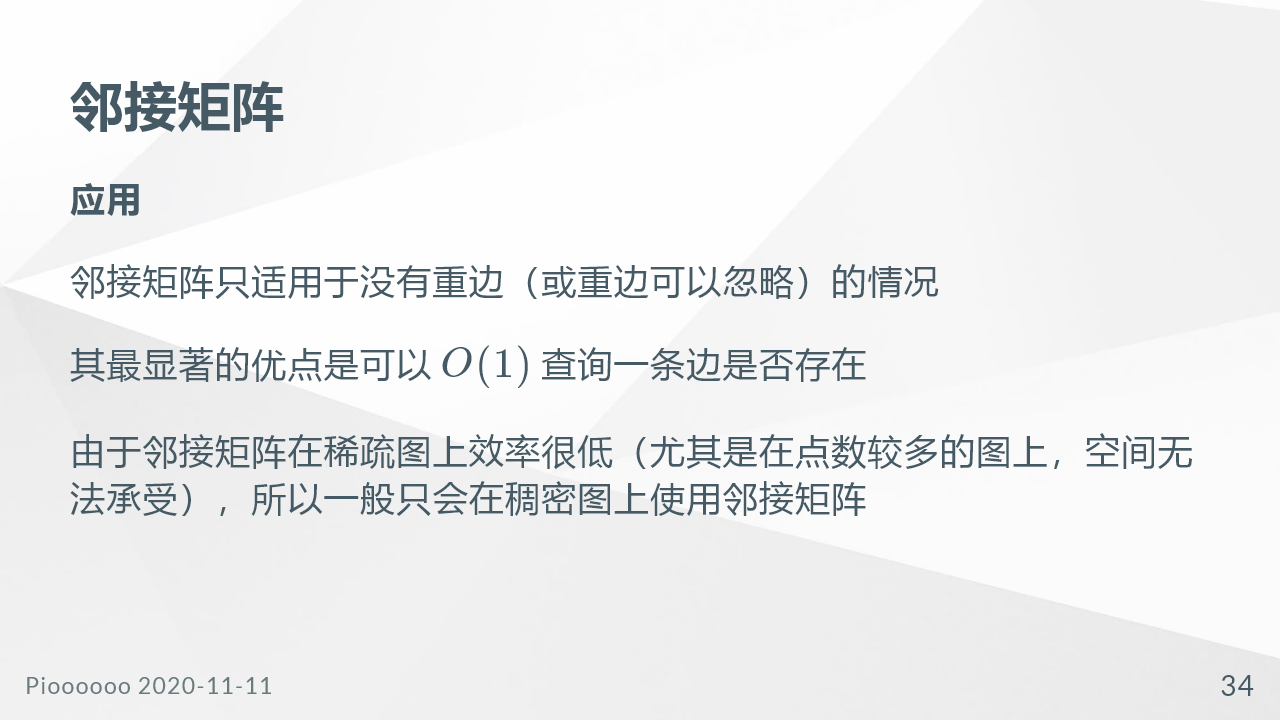 邻接矩阵
应用
邻接矩阵只适用于没有重边（或重边可以忽略）的情况
其最显著的优点是可以 O(1) 查询一条边是否存在
由于邻接矩阵在稀疏图上效率很低（尤其是在点数较多的图上，空间无
法承受），所以一般只会在稠密图上使用邻接矩阵
Pioooooo 2020-11-11
34